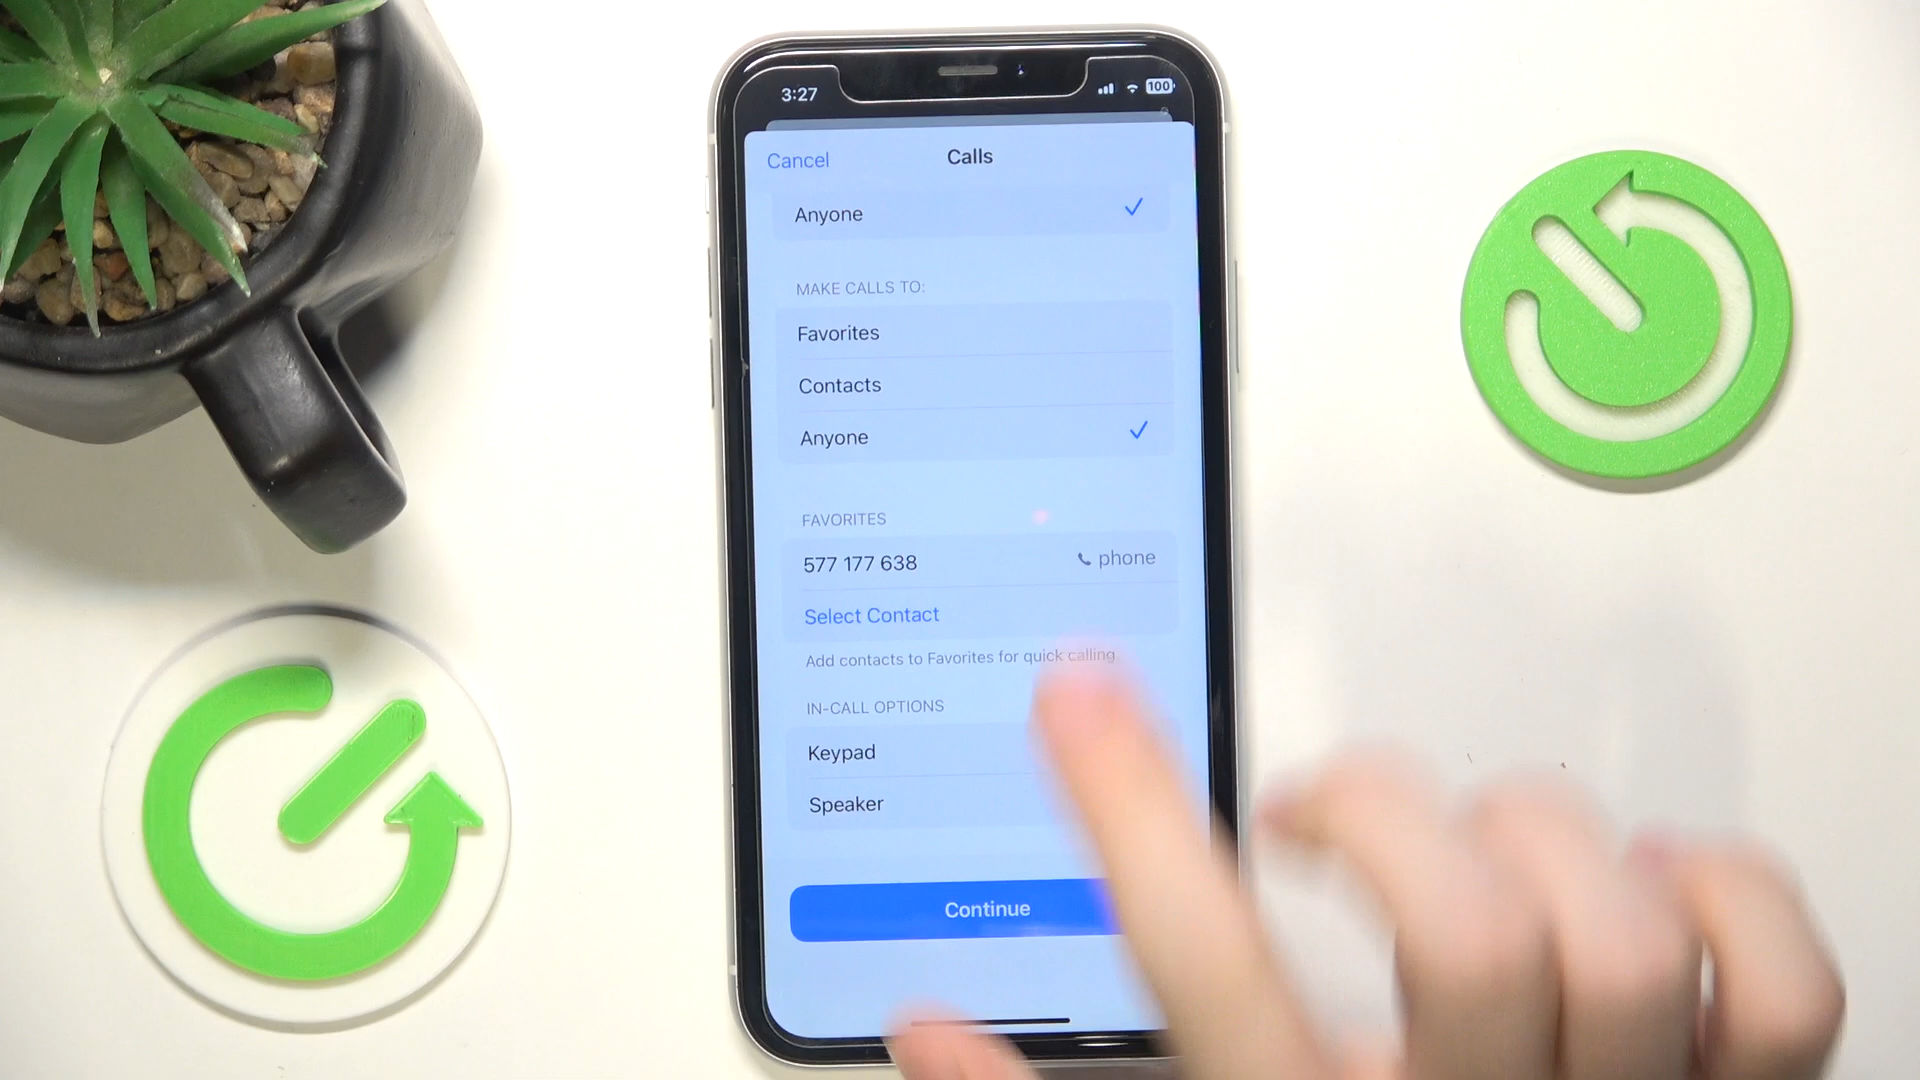 3:27
100
Cancel
Calls
Anyone
MAKE CALLS TO:
Favorites
Contacts
Anyone
FAVORITES
577 177 638
phone
Select Contact
Add contacts to Favorites for quick calling
IN-CALL OPTIONS
Keypad
Speaker
Continue